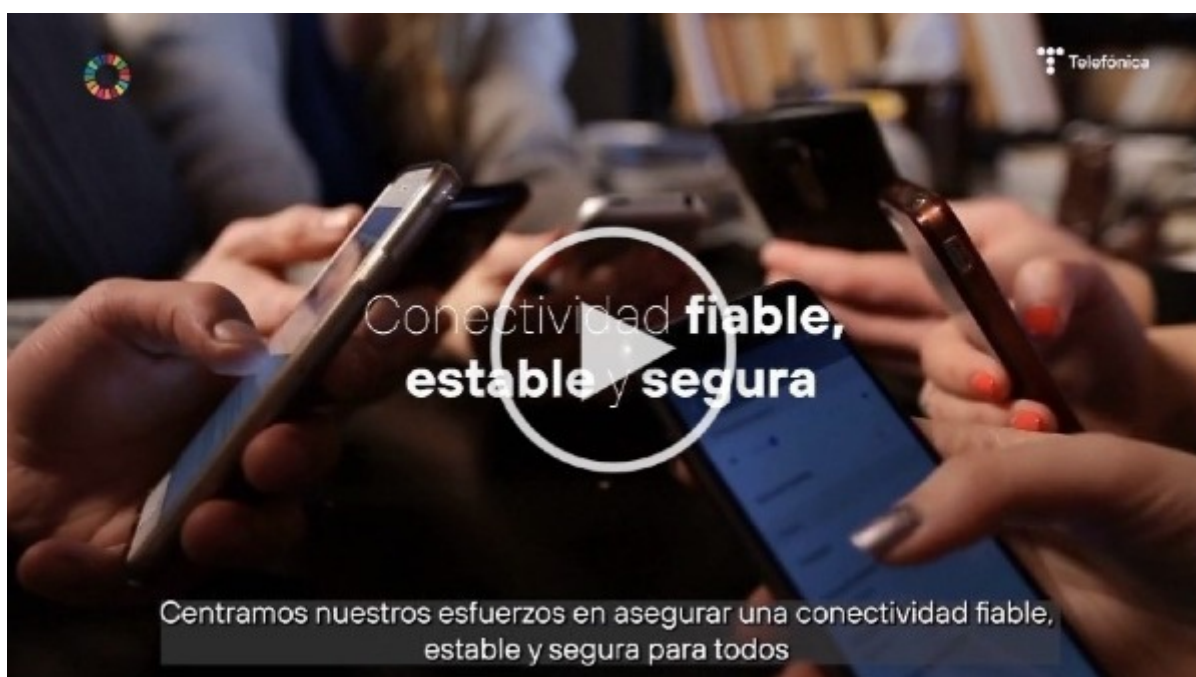 Telefónica
Conectividad fiable,
estable y segura
Centramos nuestros esfuerzos en asegurar una conectividad fiable,
estable y segura para todos